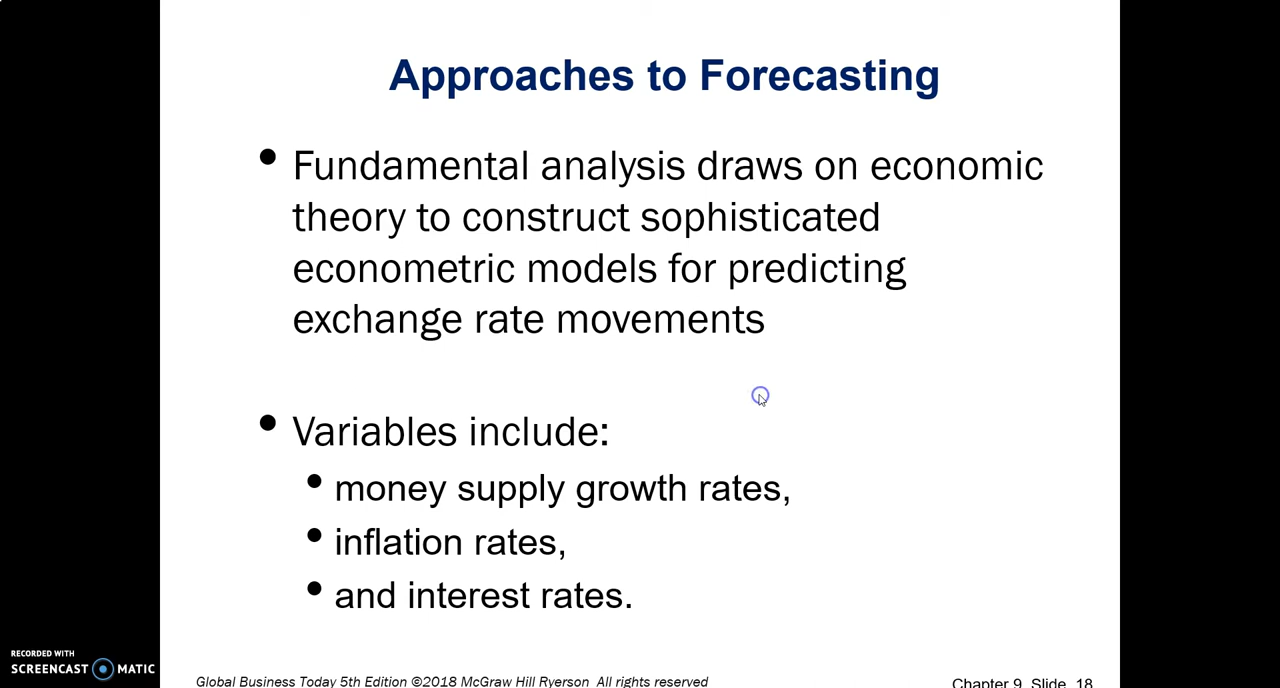 Approaches to Forecasting
• Fundamental analysis draws on economic
theory to construct sophisticated
econometric models for predicting
exchange rate movements
• Variables include:
• money supply growth rates,
• inflation rates,
• and interest rates.
RECORDED WITH
SCREENCAST MATIC
Global Business Today 5th Edition ©2018 McGraw Hill Ryerson All rights reserved
Chapter 9, Slide 18